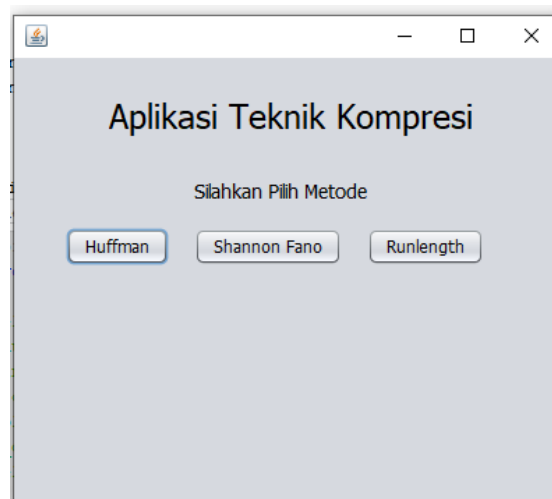 Aplikasi Teknik Kompresi
Silahkan Pilih Metode
Huffman Shannon Fano Runlength